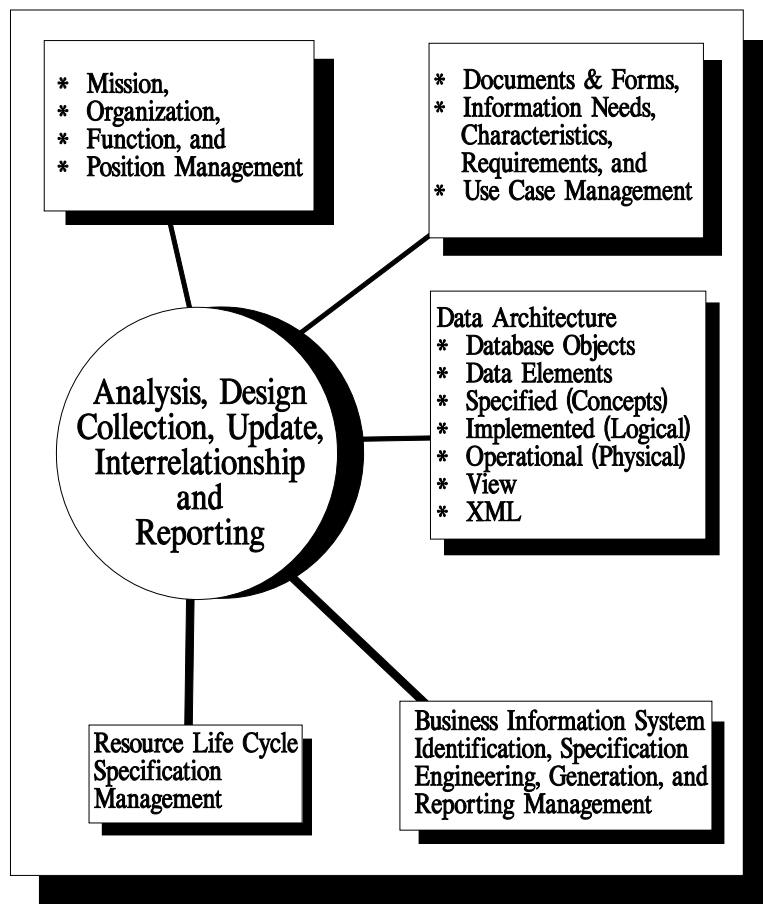 * Mission,
* Organization,
* Function, and
* Position Management
* Documents & Forms,
* Information Needs,
Characteristics,
Requirements, and
* Use Case Management
Analysis, Design
Collection, Update,
Interrelationship
and
Reporting
Data Architecture
* Database Objects
* Data Elements
* Specified (Concepts)
* Implemented (Logical)
* Operational (Physical)
* View
* XML
Resource Life Cycle
Specification
Management
Business Information System
Identification, Specification
Engineering, Generation, and
Reporting Management